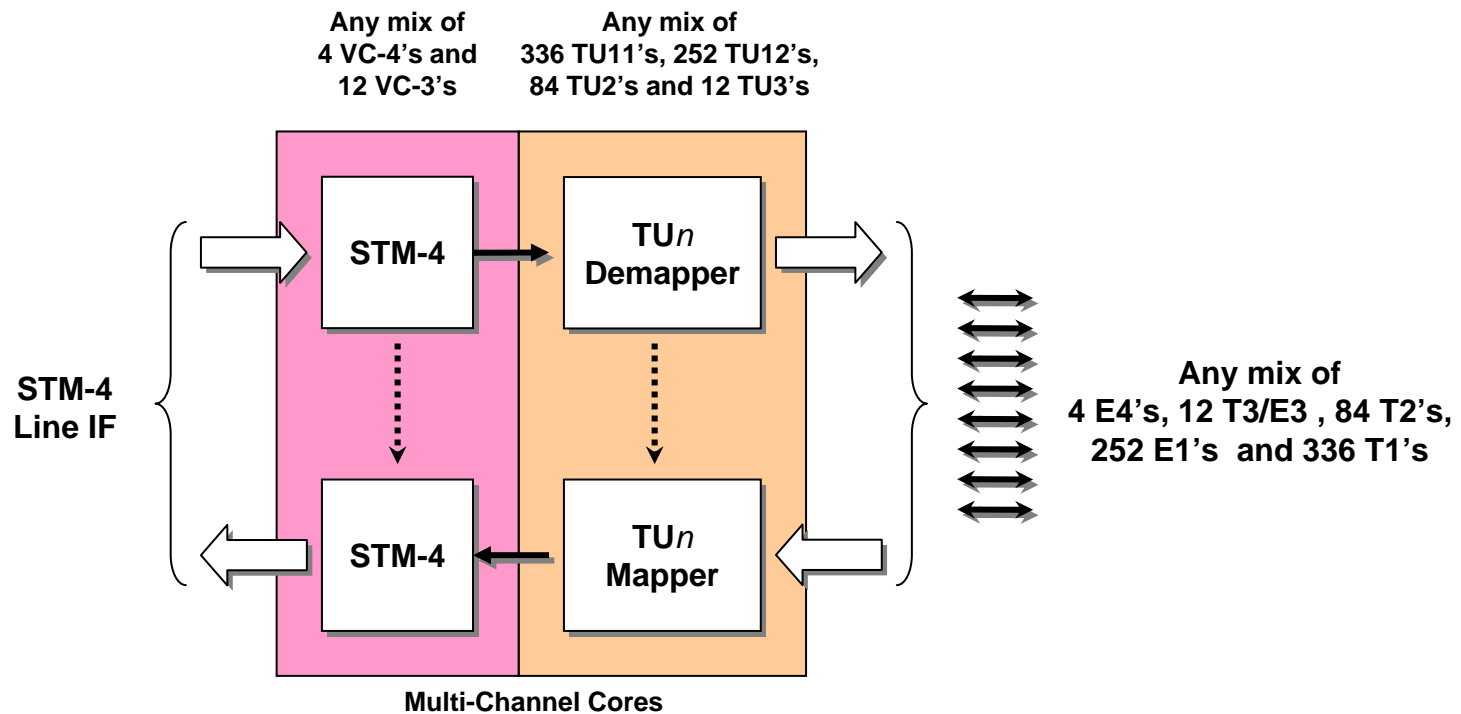 Any mix of
4 VC-4’s and
12 VC-3’s
Any mix of
336 TU11’s, 252 TU12’s,
84 TU2’s and 12 TU3’s
STM-4
TUn
Demapper
STM-4
Line IF
Any mix of
4 E4’s, 12 T3/E3 , 84 T2’s,
252 E1’s and 336 T1’s
STM-4
TUn
Mapper
Multi-Channel Cores